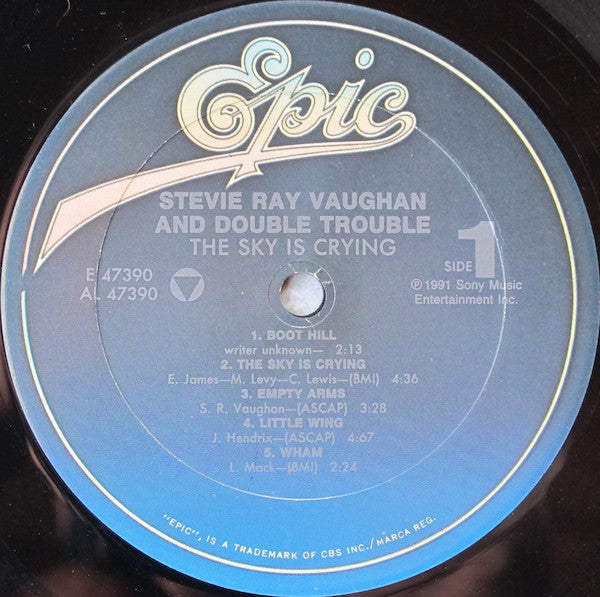 Epic
STEVIE RAY VAUGHAN
AND DOUBLE TROUBLE
THE SKY IS CRYING
E 47390
AL 47390
SIDE 1
℗1991 Sony Music
Entertainment Inc.
1. BOOT HILL
writer unknown— 2:13
2. THE SKY IS CRYING
E. James—M. Levy—C. Lewis—(BMI) 4:36
3. EMPTY ARMS
S. R. Vaughan—(ASCAP) 3:28
4. LITTLE WING
J. Hendrix—(ASCAP) 4:67
5. WHAM
L. Mack—(BMI) 2:24
"EPIC", IS A TRADEMARK OF CBS INC./MARCA REG.